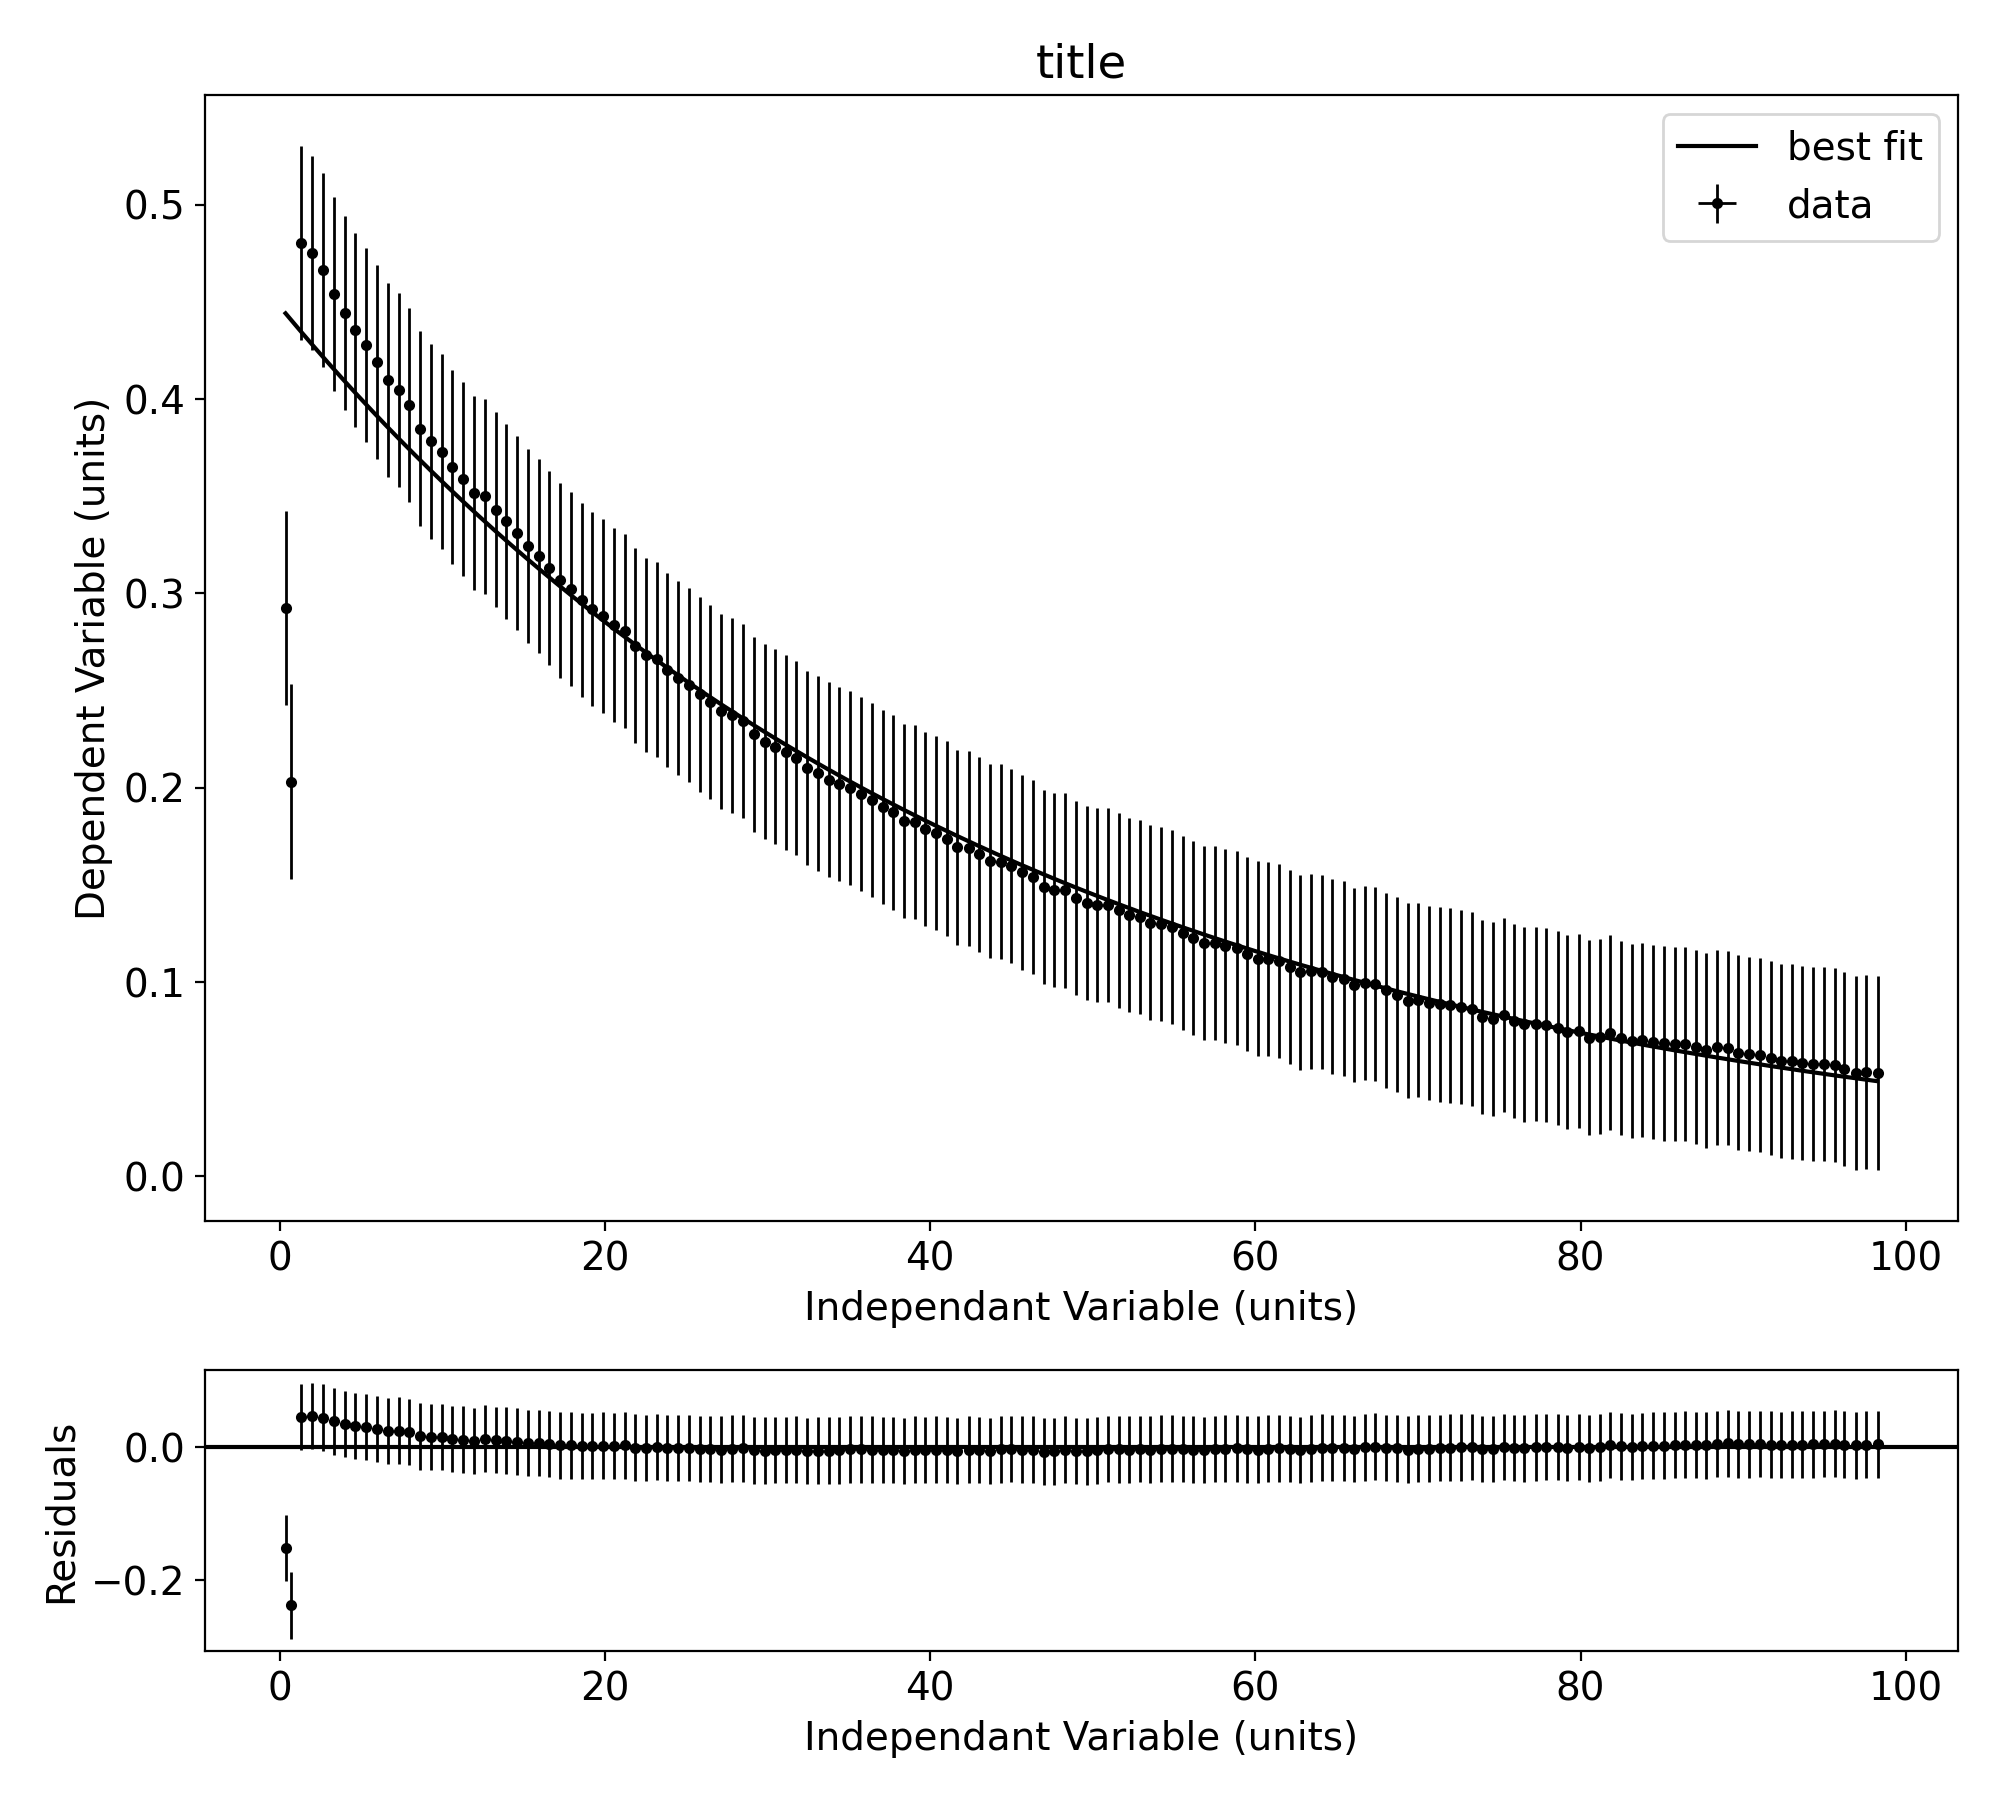 title
best fit
data
Dependent Variable (units)
0.5
0.4
0.3
0.2
0.1
0.0
0 20 40 60 80 100
Independant Variable (units)
Residuals
0.0
−0.2
0 20 40 60 80 100
Independant Variable (units)